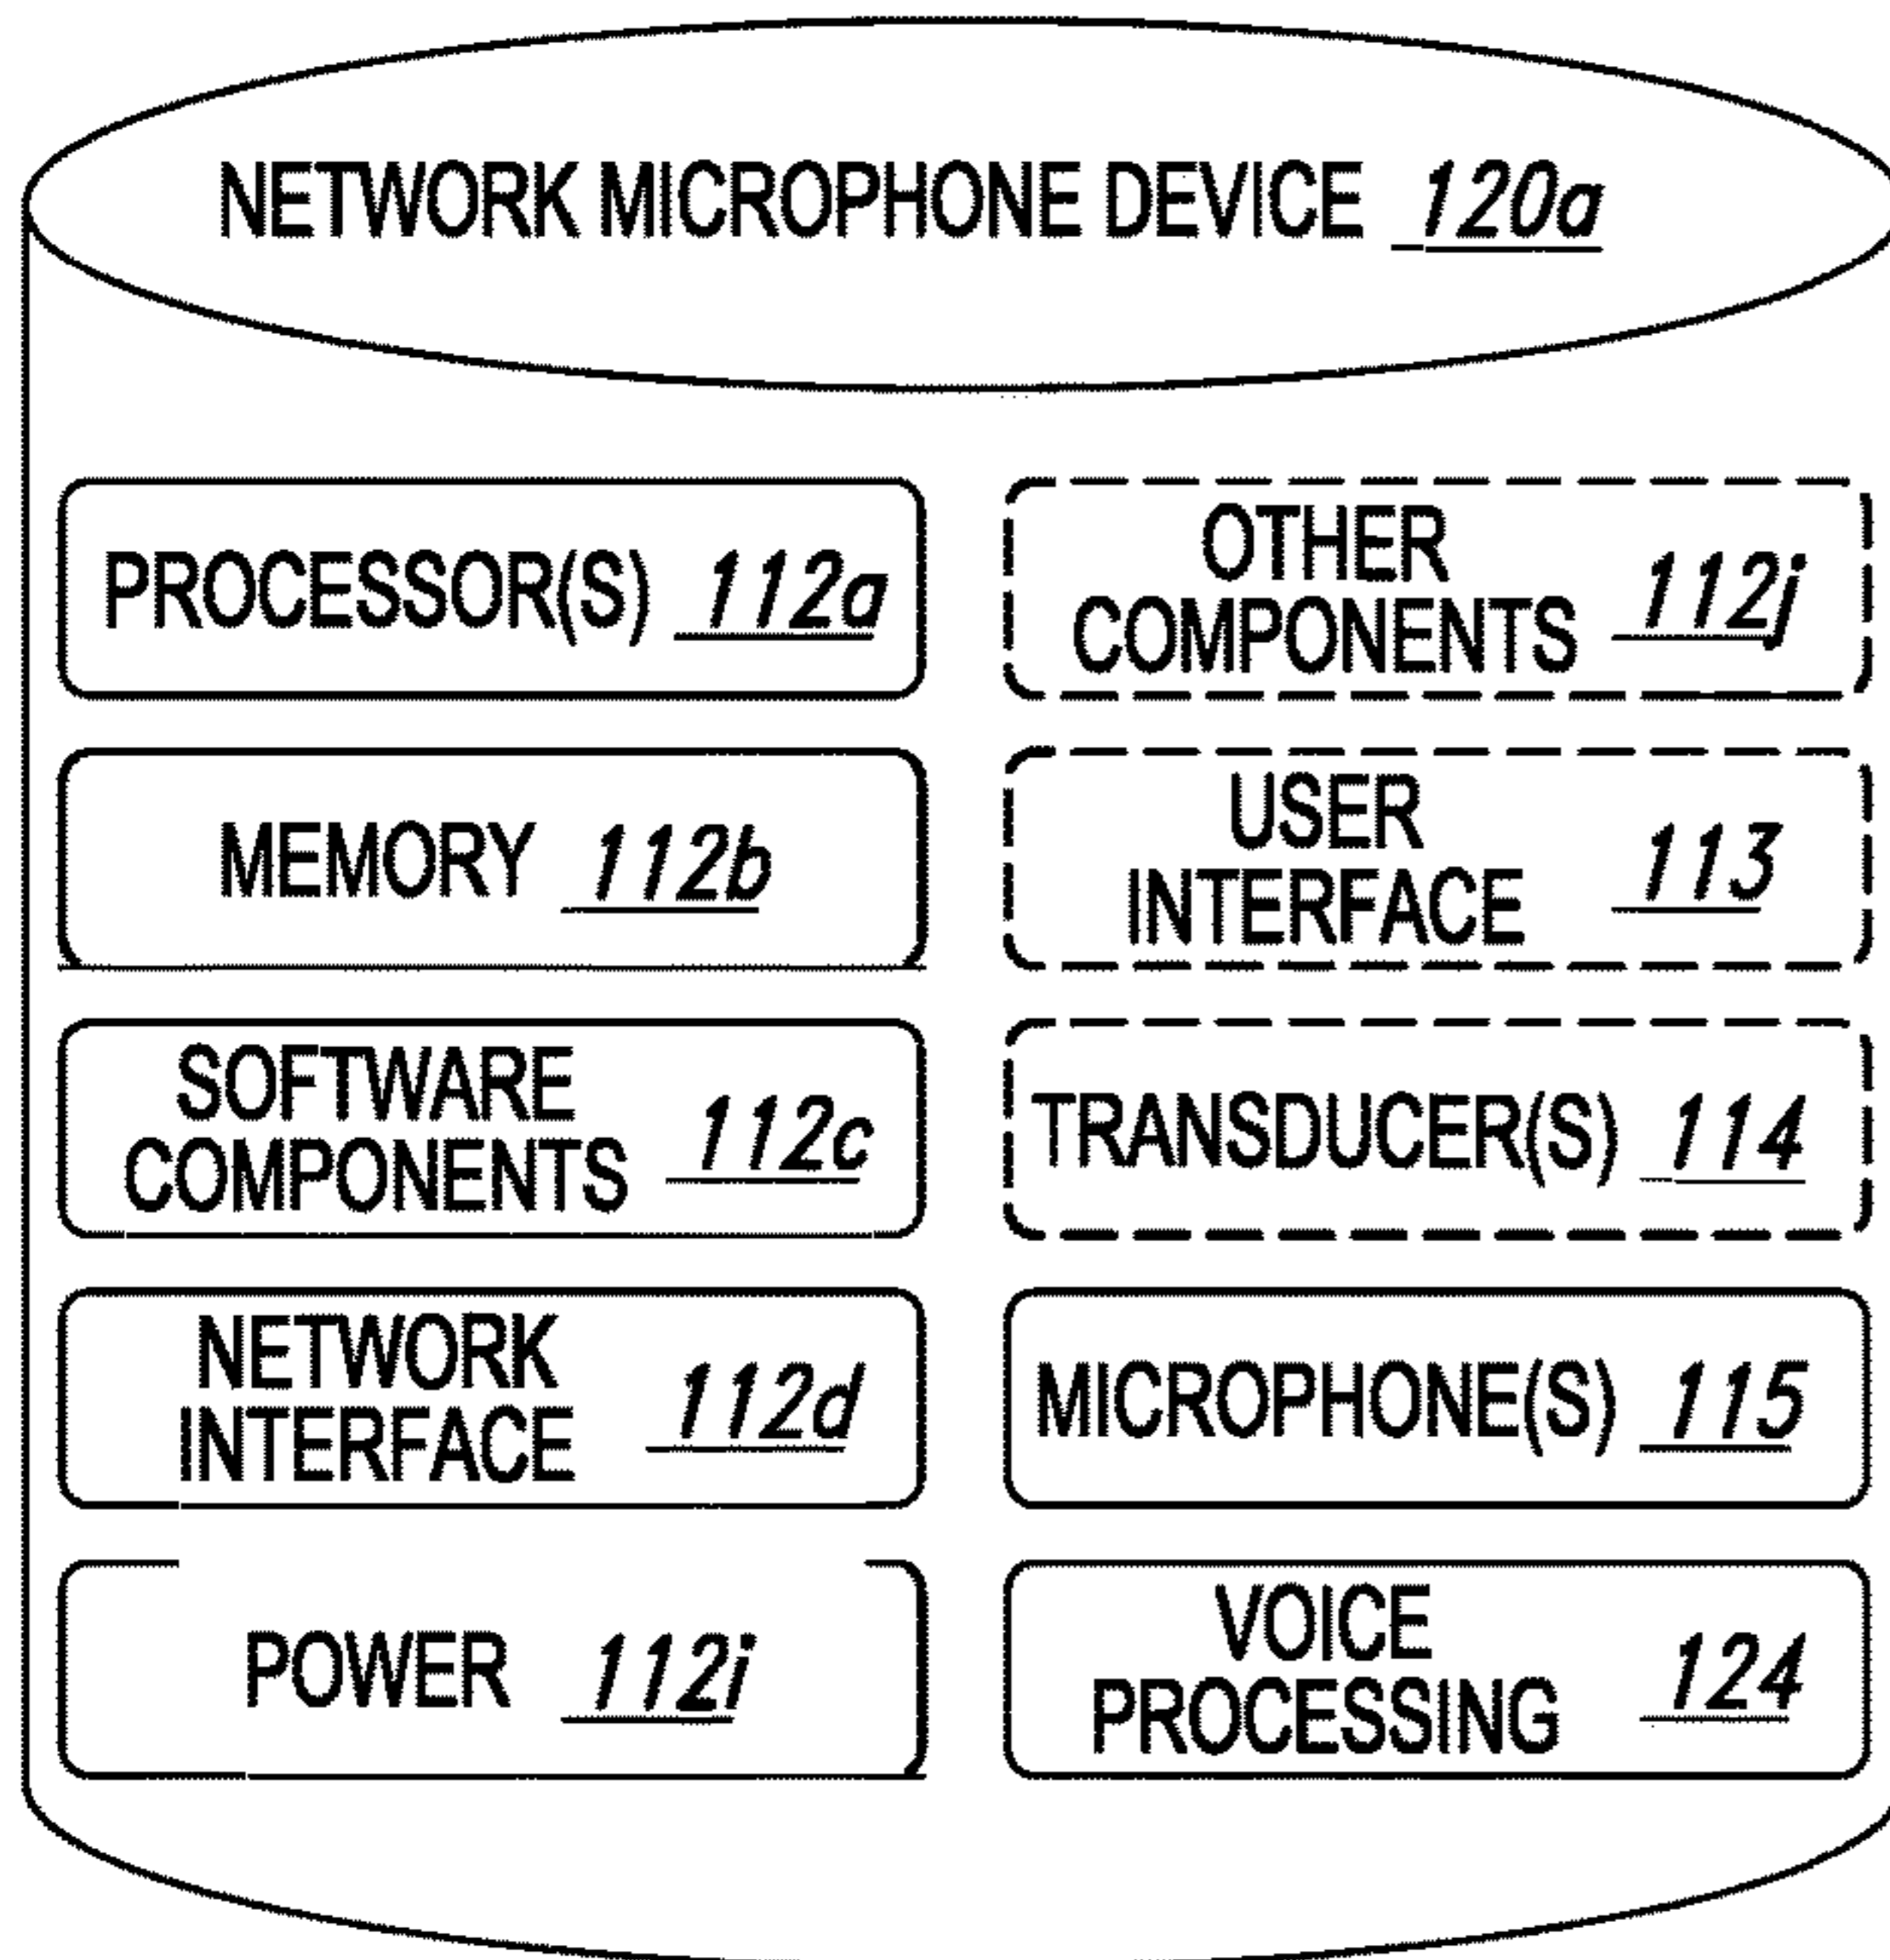 NETWORK MICROPHONE DEVICE 120a
PROCESSOR(S) 112a
OTHER
COMPONENTS 112j
MEMORY 112b
USER
INTERFACE 113
SOFTWARE
COMPONENTS 112c
TRANSDUCER(S) 114
NETWORK
INTERFACE 112d
MICROPHONE(S) 115
POWER 112i
VOICE
PROCESSING 124